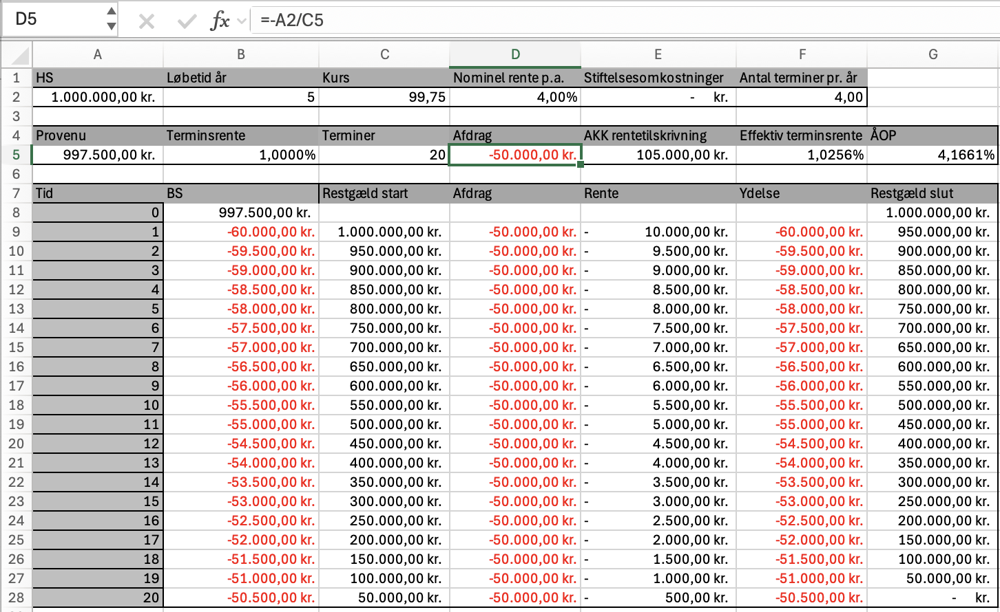 D5 fx =-A2/C5
A B C D E F G
1 HS Løbetid år Kurs Nominel rente p.a. Stiftelsesomkostninger Antal terminer pr. år
2 1.000.000,00 kr. 5 99,75 4,00% - kr. 4,00
3
4 Provenu Terminsrente Terminer Afdrag AKK rentetilskrivning Effektiv terminsrente ÅOP
5 997.500,00 kr. 1,0000% 20 -50.000,00 kr. 105.000,00 kr. 1,0256% 4,1661%
6
7 Tid BS Restgæld start Afdrag Rente Ydelse Restgæld slut
8 0 997.500,00 kr. 1.000.000,00 kr.
9 1 -60.000,00 kr. 1.000.000,00 kr. -50.000,00 kr. - 10.000,00 kr. -60.000,00 kr. 950.000,00 kr.
10 2 -59.500,00 kr. 950.000,00 kr. -50.000,00 kr. - 9.500,00 kr. -59.500,00 kr. 900.000,00 kr.
11 3 -59.000,00 kr. 900.000,00 kr. -50.000,00 kr. - 9.000,00 kr. -59.000,00 kr. 850.000,00 kr.
12 4 -58.500,00 kr. 850.000,00 kr. -50.000,00 kr. - 8.500,00 kr. -58.500,00 kr. 800.000,00 kr.
13 5 -58.000,00 kr. 800.000,00 kr. -50.000,00 kr. - 8.000,00 kr. -58.000,00 kr. 750.000,00 kr.
14 6 -57.500,00 kr. 750.000,00 kr. -50.000,00 kr. - 7.500,00 kr. -57.500,00 kr. 700.000,00 kr.
15 7 -57.000,00 kr. 700.000,00 kr. -50.000,00 kr. - 7.000,00 kr. -57.000,00 kr. 650.000,00 kr.
16 8 -56.500,00 kr. 650.000,00 kr. -50.000,00 kr. - 6.500,00 kr. -56.500,00 kr. 600.000,00 kr.
17 9 -56.000,00 kr. 600.000,00 kr. -50.000,00 kr. - 6.000,00 kr. -56.000,00 kr. 550.000,00 kr.
18 10 -55.500,00 kr. 550.000,00 kr. -50.000,00 kr. - 5.500,00 kr. -55.500,00 kr. 500.000,00 kr.
19 11 -55.000,00 kr. 500.000,00 kr. -50.000,00 kr. - 5.000,00 kr. -55.000,00 kr. 450.000,00 kr.
20 12 -54.500,00 kr. 450.000,00 kr. -50.000,00 kr. - 4.500,00 kr. -54.500,00 kr. 400.000,00 kr.
21 13 -54.000,00 kr. 400.000,00 kr. -50.000,00 kr. - 4.000,00 kr. -54.000,00 kr. 350.000,00 kr.
22 14 -53.500,00 kr. 350.000,00 kr. -50.000,00 kr. - 3.500,00 kr. -53.500,00 kr. 300.000,00 kr.
23 15 -53.000,00 kr. 300.000,00 kr. -50.000,00 kr. - 3.000,00 kr. -53.000,00 kr. 250.000,00 kr.
24 16 -52.500,00 kr. 250.000,00 kr. -50.000,00 kr. - 2.500,00 kr. -52.500,00 kr. 200.000,00 kr.
25 17 -52.000,00 kr. 200.000,00 kr. -50.000,00 kr. - 2.000,00 kr. -52.000,00 kr. 150.000,00 kr.
26 18 -51.500,00 kr. 150.000,00 kr. -50.000,00 kr. - 1.500,00 kr. -51.500,00 kr. 100.000,00 kr.
27 19 -51.000,00 kr. 100.000,00 kr. -50.000,00 kr. - 1.000,00 kr. -51.000,00 kr. 50.000,00 kr.
28 20 -50.500,00 kr. 50.000,00 kr. -50.000,00 kr. - 500,00 kr. -50.500,00 kr. - kr.